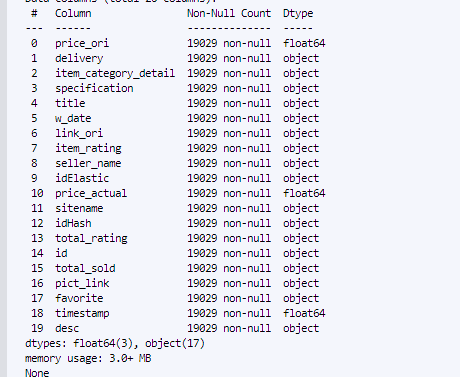 Data columns (total 20 columns):
 #   Column                Non-Null Count  Dtype
---  ------                --------------  -----
 0   price_ori             19029 non-null  float64
 1   delivery              19029 non-null  object
 2   item_category_detail  19029 non-null  object
 3   specification         19029 non-null  object
 4   title                 19029 non-null  object
 5   w_date                19029 non-null  object
 6   link_ori              19029 non-null  object
 7   item_rating           19029 non-null  object
 8   seller_name           19029 non-null  object
 9   idElastic             19029 non-null  object
 10  price_actual          19029 non-null  float64
 11  sitename              19029 non-null  object
 12  idHash                19029 non-null  object
 13  total_rating          19029 non-null  object
 14  id                    19029 non-null  object
 15  total_sold            19029 non-null  object
 16  pict_link             19029 non-null  object
 17  favorite              19029 non-null  object
 18  timestamp             19029 non-null  float64
 19  desc                  19029 non-null  object
dtypes: float64(3), object(17)
memory usage: 3.0+ MB
None